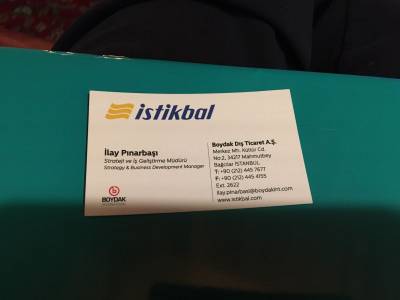 istikbal
İlay Pınarbaşı
Strateji ve İş Geliştirme Müdürü
Strategy & Business Development Manager
BOYDAK
Boydak Dış Ticaret A.Ş.
Merkez Mh. Kültür Cd.
No:2, 34217 Mahmutbey
Bağcılar İSTANBUL
T: +90 (212) 445 7677
F: +90 (212) 445 4155
Ext. 2622
ilay.pinarbasi@boydakint.com
www.istikbal.com